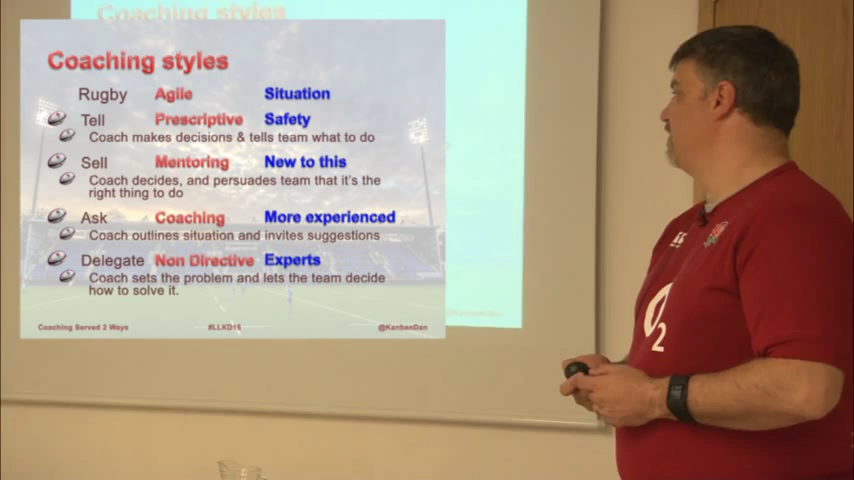 Coaching styles
Coaching styles
Rugby Agile Situation
Tell Prescriptive Safety
Coach makes decisions & tells team what to do
Sell Mentoring New to this
Coach decides, and persuades team that it's the
right thing to do
Ask Coaching More experienced
Coach outlines situation and invites suggestions
Delegate Non Directive Experts
Coach sets the problem and lets the team decide
how to solve it.
Coaching Served 2 Ways #LLKD16 @KanbanDan
@KanbanDan
O2